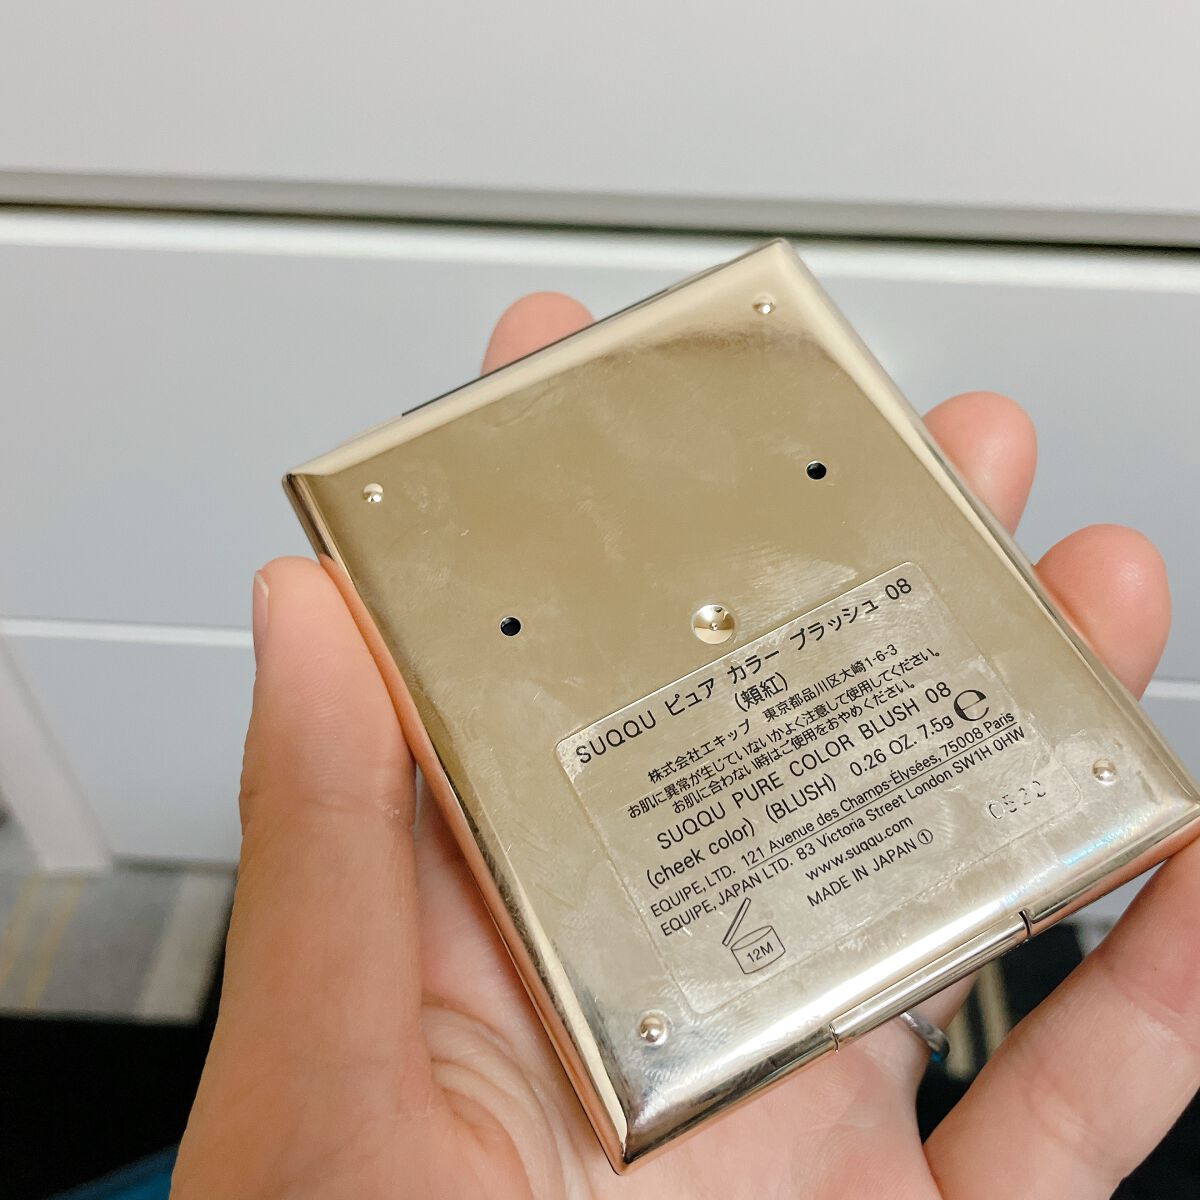 SUQQU ピュア カラー ブラッシュ 08
(頬紅)
株式会社エキップ 東京都品川区大崎1-6-3
お肌に異常が生じていないかよく注意して使用してください。
お肌に合わない時はご使用をおやめください。
SUQQU PURE COLOR BLUSH 08
(cheek color) (BLUSH) 0.26 OZ. 7.5g ℮
EQUIPE, LTD. 121 Avenue des Champs-Élysées, 75008 Paris
EQUIPE, JAPAN LTD. 83 Victoria Street London SW1H 0HW
www.suqqu.com
MADE IN JAPAN ①
12M